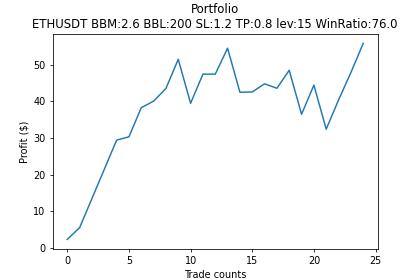 Portfolio
ETHUSDT BBM:2.6 BBL:200 SL:1.2 TP:0.8 lev:15 WinRatio:76.0
50
40
30
20
10
0
Profit ($)
0 5 10 15 20 25
Trade counts